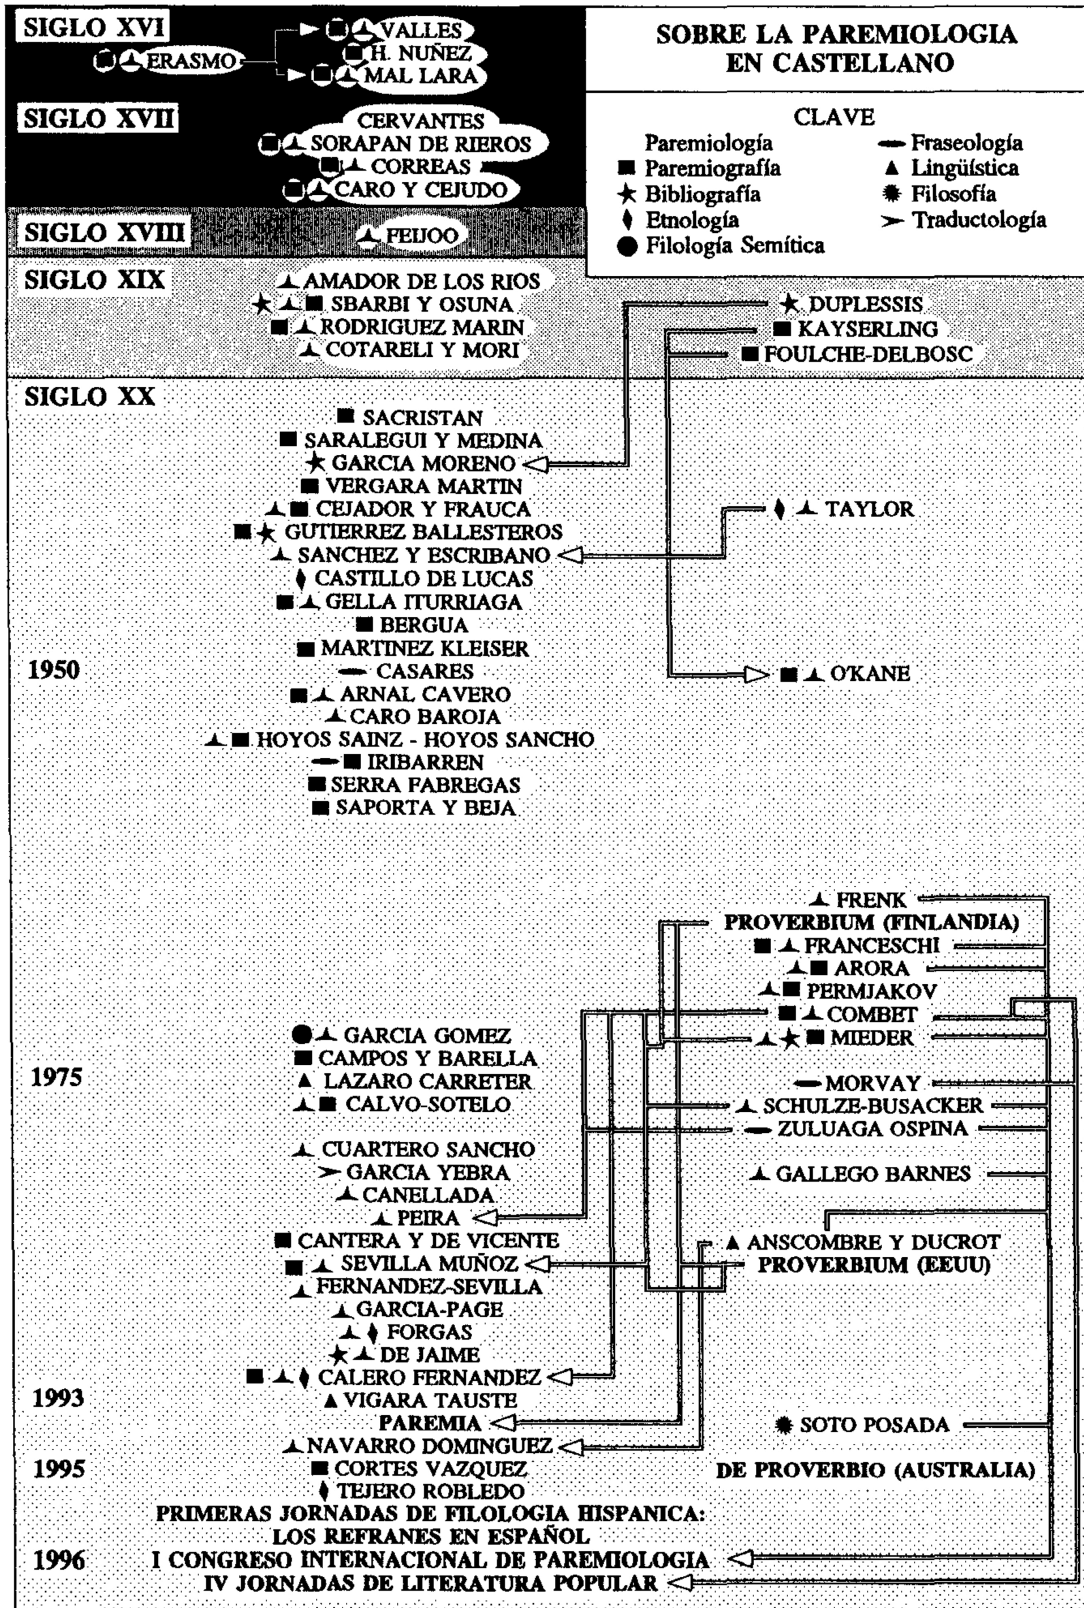 SIGLO XVI
ERASMO
VALLES
H. NUÑEZ
MAL LARA
SIGLO XVII
CERVANTES
SORAPAN DE RIEROS
CORREAS
CARO Y CEJUDO
SIGLO XVIII
FEIJOO
SOBRE LA PAREMIOLOGIA
EN CASTELLANO
CLAVE
Paremiología
Paremiografía
Bibliografía
Etnología
Filología Semítica
Fraseología
Lingüística
Filosofía
Traductología
SIGLO XIX
AMADOR DE LOS RIOS
SBARBI Y OSUNA
RODRIGUEZ MARIN
COTARELI Y MORI
DUPLESSIS
KAYSERLING
FOULCHE-DELBOSC
SIGLO XX
SACRISTAN
SARALEGUI Y MEDINA
GARCIA MORENO
VERGARA MARTIN
CEJADOR Y FRAUCA
GUTIERREZ BALLESTEROS
SANCHEZ Y ESCRIBANO
CASTILLO DE LUCAS
GELLA ITURRIAGA
BERGUA
MARTINEZ KLEISER
1950
CASARES
ARNAL CAVERO
CARO BAROJA
HOYOS SAINZ - HOYOS SANCHO
IRIBARREN
SERRA FABREGAS
SAPORTA Y BEJA
TAYLOR
O'KANE
FRENK
PROVERBIUM (FINLANDIA)
FRANCESCHI
ARORA
PERMJAKOV
COMBET
MIEDER
MORVAY
SCHULZE-BUSACKER
ZULUAGA OSPINA
GALLEGO BARNES
ANSCOMBRE Y DUCROT
PROVERBIUM (EEUU)
SOTO POSADA
DE PROVERBIO (AUSTRALIA)
GARCIA GOMEZ
CAMPOS Y BARELLA
1975
LAZARO CARRETER
CALVO-SOTELO
CUARTERO SANCHO
GARCIA YEBRA
CANELLADA
PEIRA
CANTERA Y DE VICENTE
SEVILLA MUÑOZ
FERNANDEZ-SEVILLA
GARCIA-PAGE
FORGAS
DE JAIME
CALERO FERNANDEZ
1993
VIGARA TAUSTE
PAREMIA
NAVARRO DOMINGUEZ
1995
CORTES VAZQUEZ
TEJERO ROBLEDO
PRIMERAS JORNADAS DE FILOLOGIA HISPANICA:
LOS REFRANES EN ESPAÑOL
1996
I CONGRESO INTERNACIONAL DE PAREMIOLOGIA
IV JORNADAS DE LITERATURA POPULAR